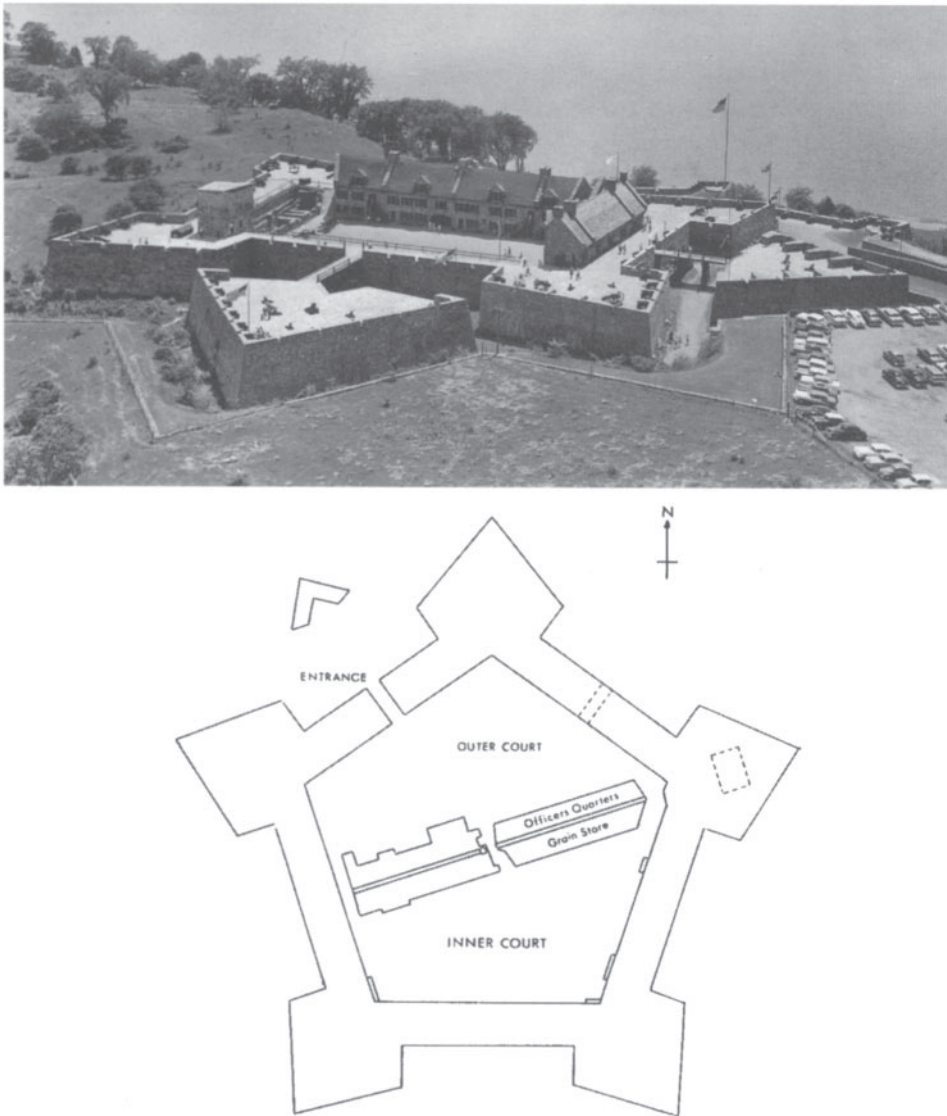 N
ENTRANCE
OUTER COURT
Officers Quarters
Grain Store
INNER COURT